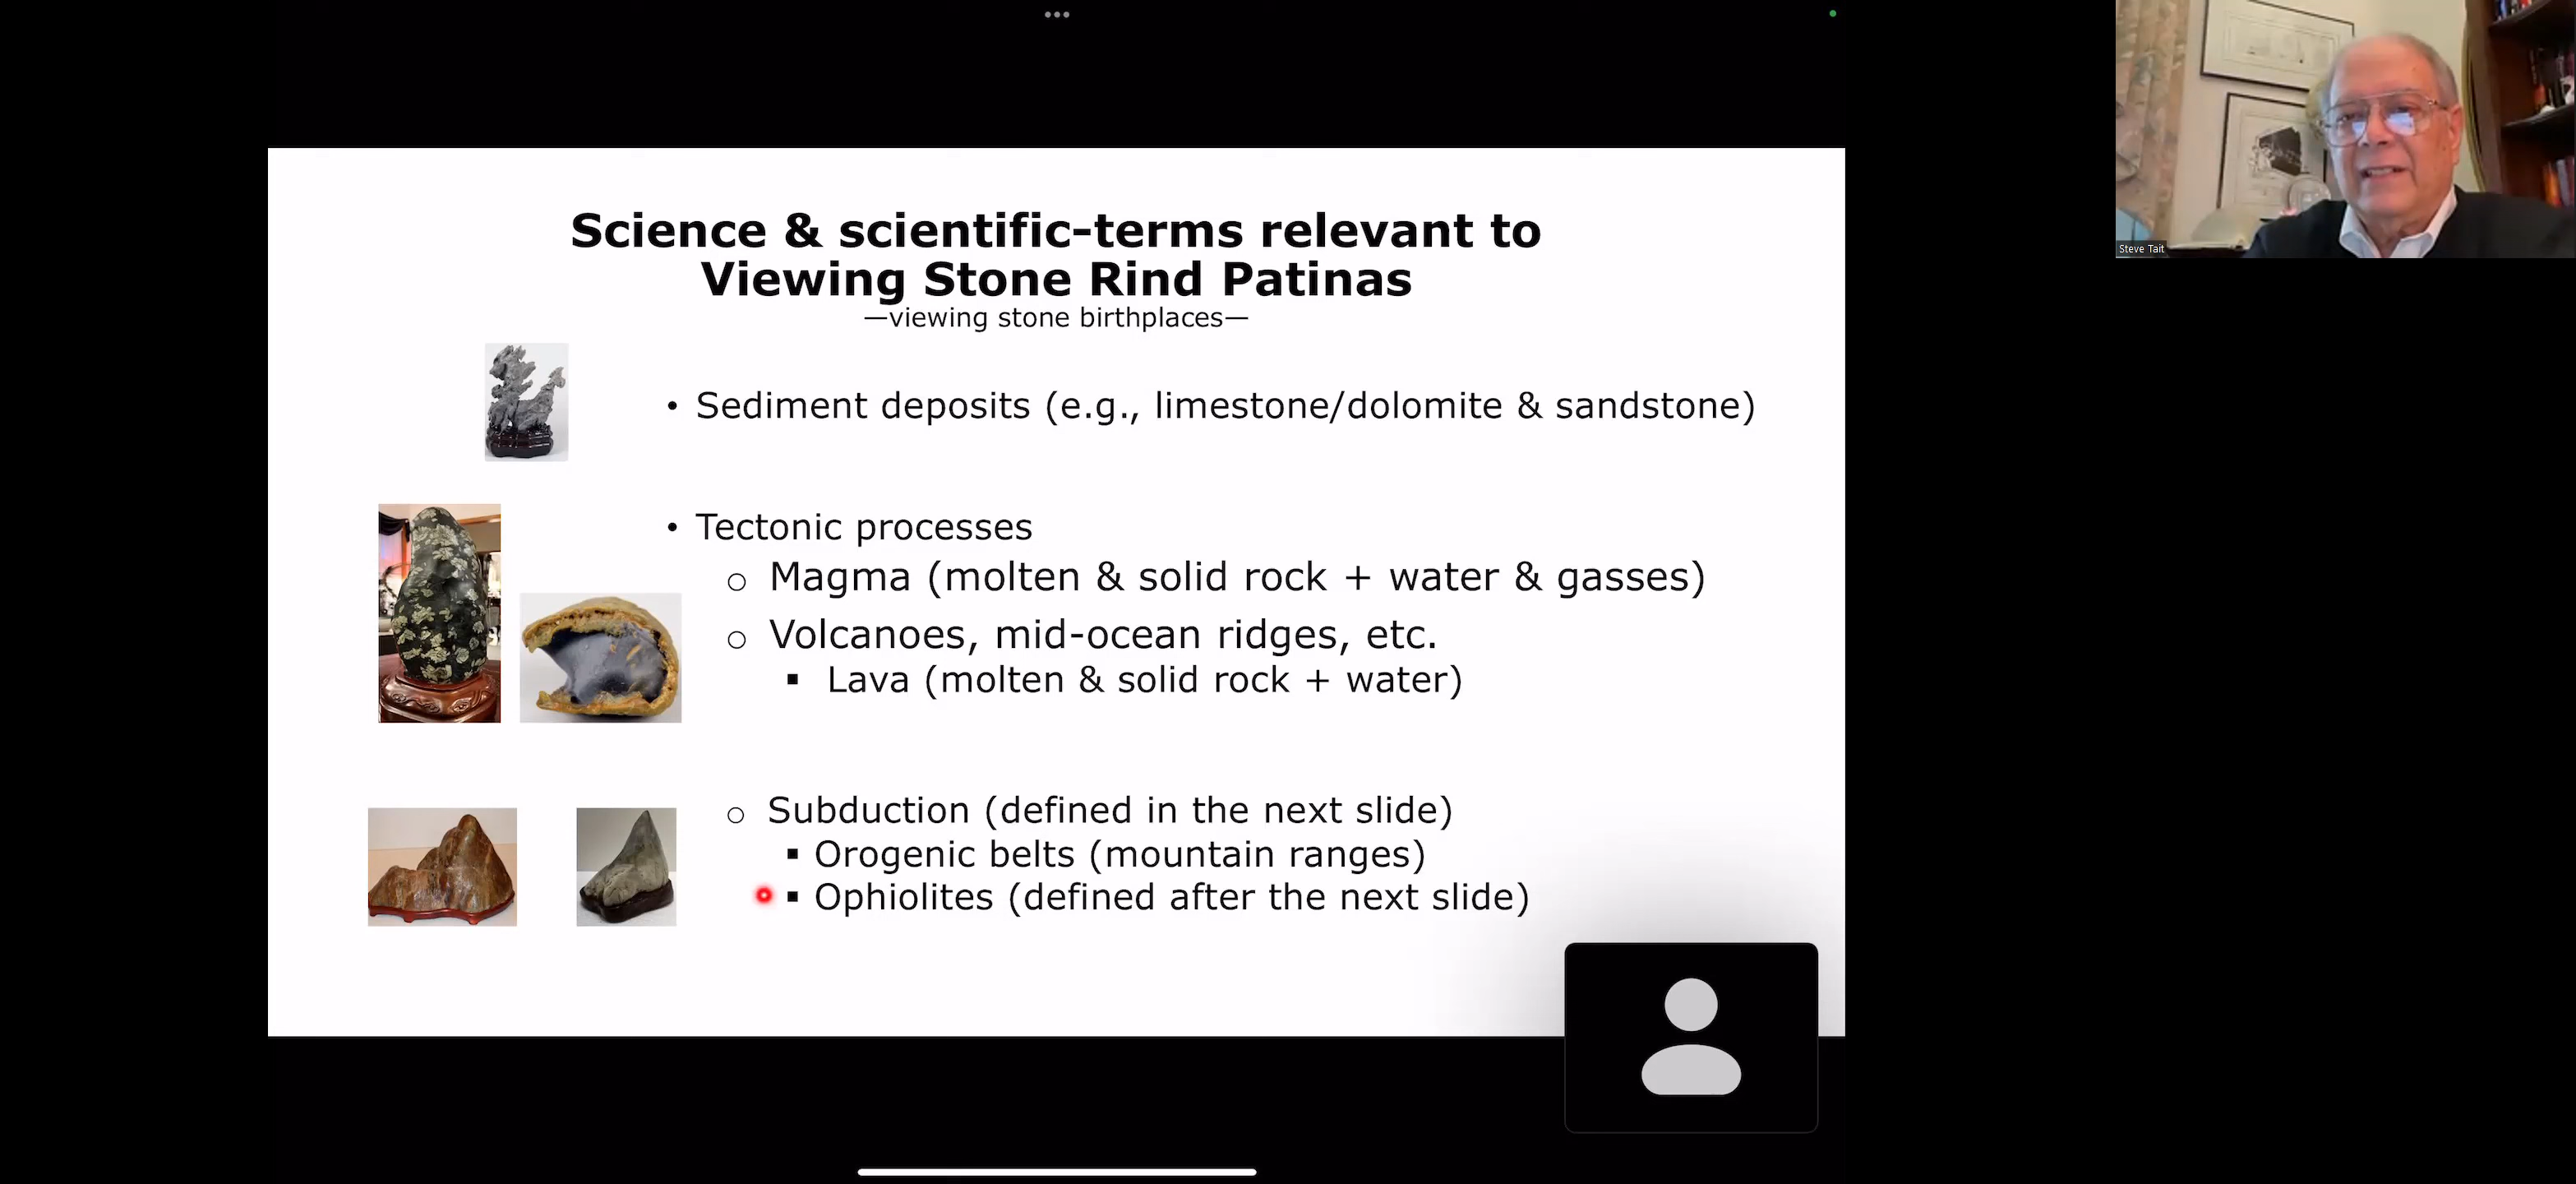 Science & scientific-terms relevant to
Viewing Stone Rind Patinas
—viewing stone birthplaces—
• Sediment deposits (e.g., limestone/dolomite & sandstone)
• Tectonic processes
o Magma (molten & solid rock + water & gasses)
o Volcanoes, mid-ocean ridges, etc.
▪ Lava (molten & solid rock + water)
o Subduction (defined in the next slide)
▪ Orogenic belts (mountain ranges)
▪ Ophiolites (defined after the next slide)
Steve Tait